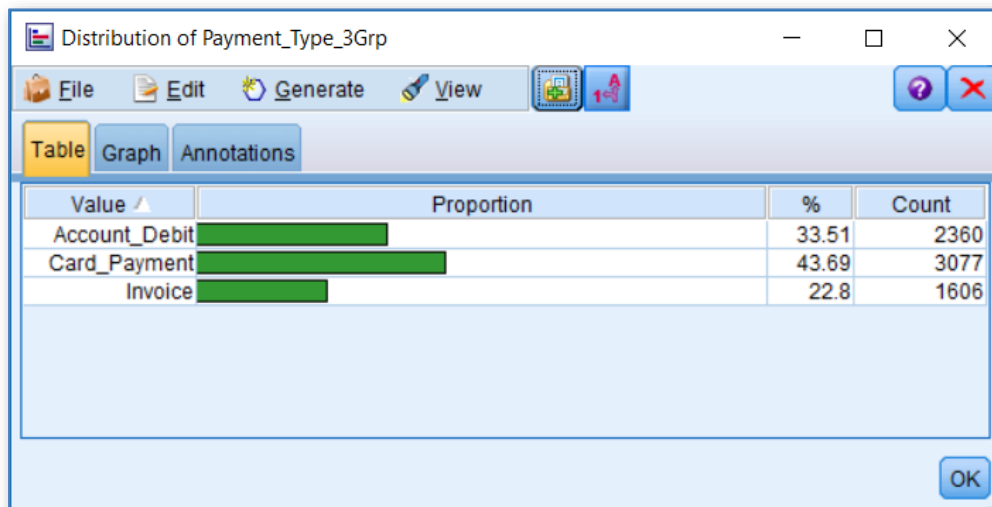 Distribution of Payment_Type_3Grp
File Edit Generate View
Table Graph Annotations
Value Proportion % Count
Account_Debit 33.51 2360
Card_Payment 43.69 3077
Invoice 22.8 1606
OK